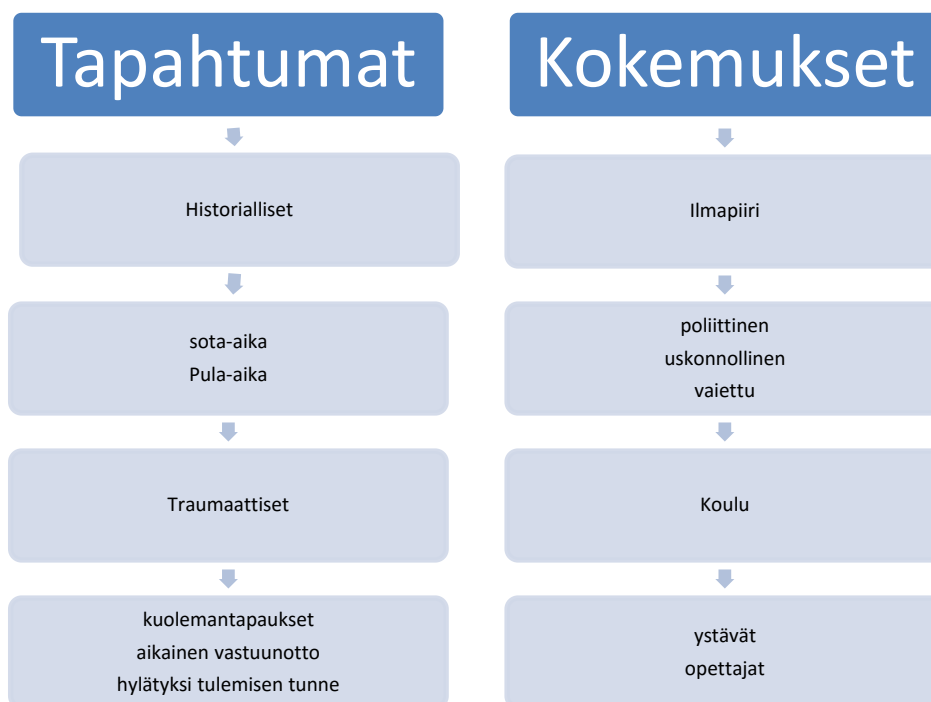 Tapahtumat
Historialliset
sota-aika
Pula-aika
Traumaattiset
kuolemantapaukset
aikainen vastuunotto
hylätyksi tulemisen tunne
Kokemukset
Ilmapiiri
poliittinen
uskonnollinen
vaiettu
Koulu
ystävät
opettajat